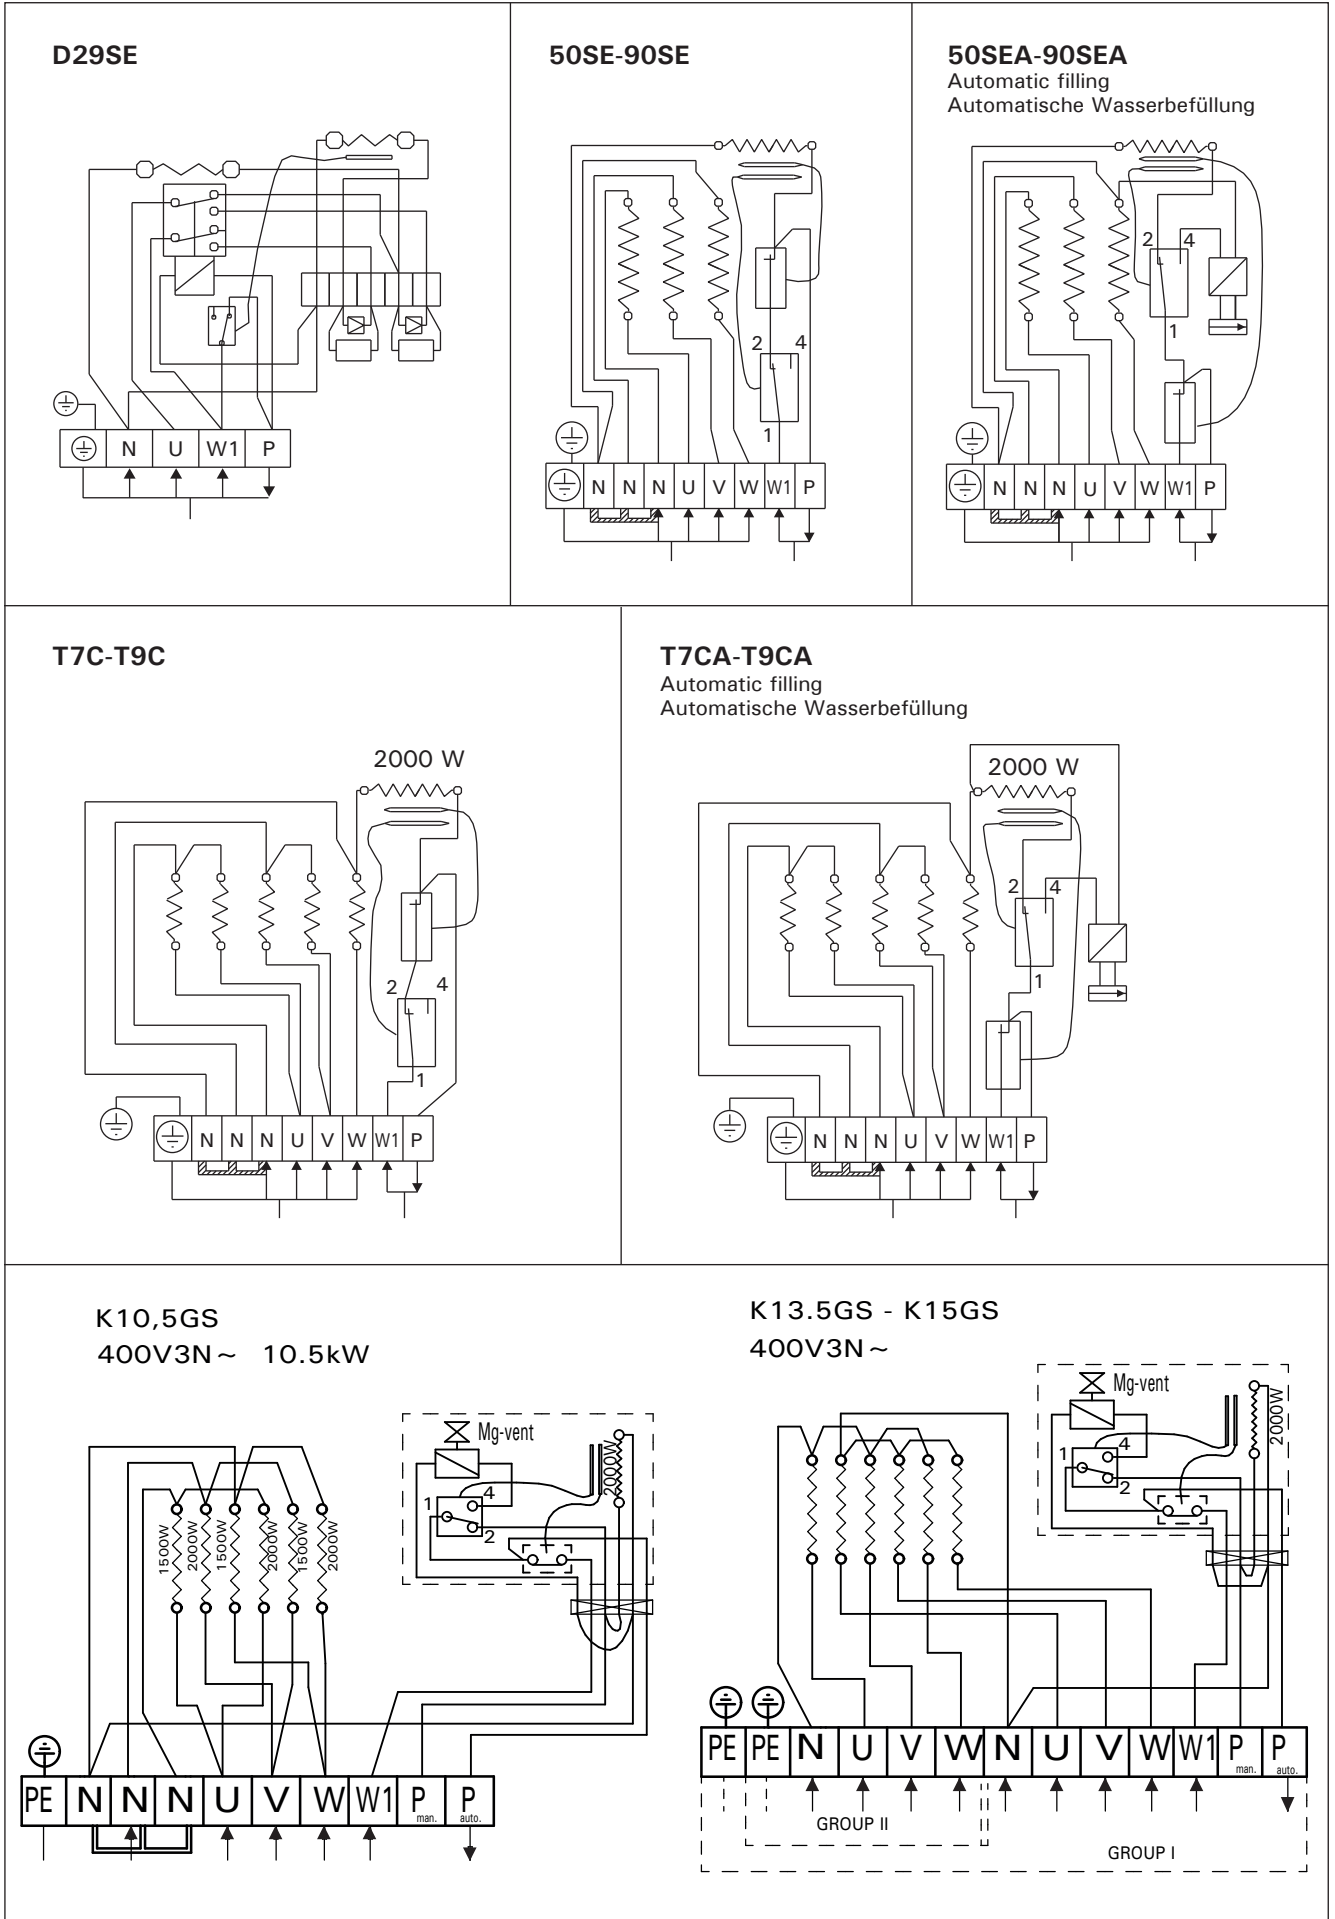 D29SE
N U W1 P
50SE-90SE
2 4
1
N N N U V W W1 P
50SEA-90SEA
Automatic filling
Automatische Wasserbefüllung
2 4
1
N N N U V W W1 P
T7C-T9C
2000 W
2 4
1
N N N U V W W1 P
T7CA-T9CA
Automatic filling
Automatische Wasserbefüllung
2000 W
2 4
1
N N N U V W W1 P
K10,5GS
400V3N~ 10.5kW
Mg-vent
2000W
1 4
2
1500W 2000W 1500W 2000W 1500W 2000W
PE N N N U V W W1 P man. P auto.
K13.5GS - K15GS
400V3N~
Mg-vent
2000W
1 4
2
PE PE N U V W N U V W W1 P man. P auto.
GROUP II
GROUP I